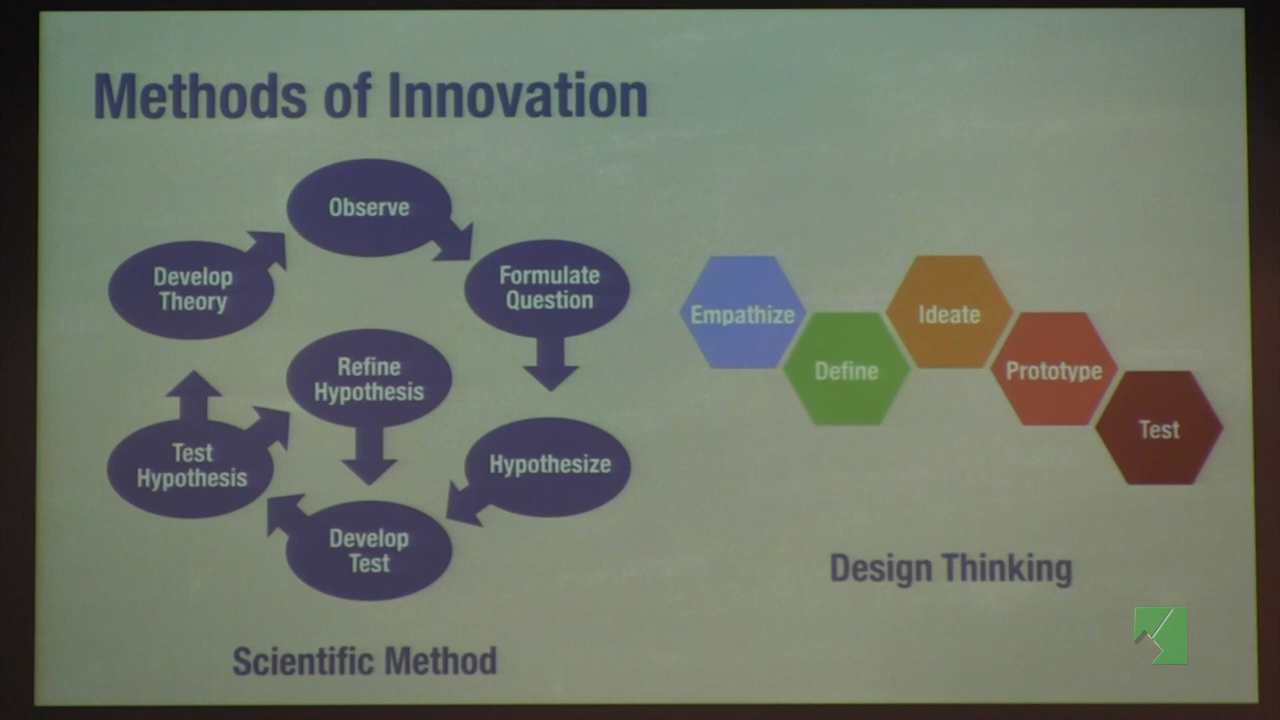 Methods of Innovation
Observe
Formulate
Question
Hypothesize
Develop
Test
Test
Hypothesis
Refine
Hypothesis
Develop
Theory
Scientific Method
Empathize
Define
Ideate
Prototype
Test
Design Thinking